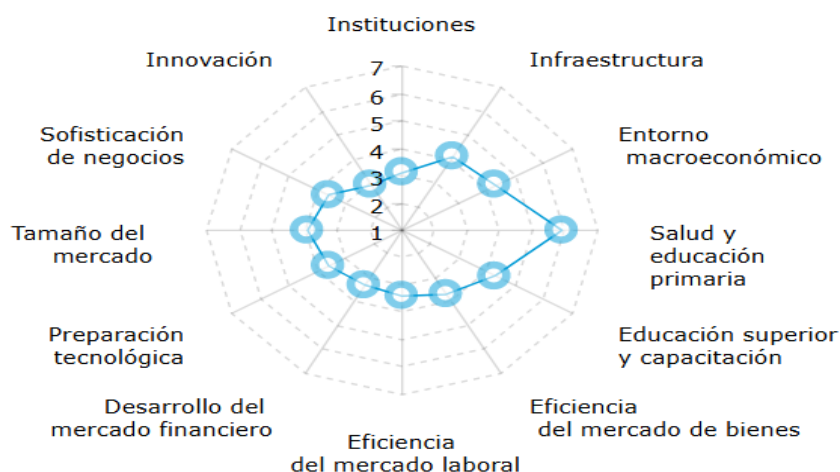 Instituciones
Innovación
Infraestructura
7
6
5
4
3
2
1
Sofisticación
de negocios
Entorno
macroeconómico
Tamaño del
mercado
Salud y
educación
primaria
Preparación
tecnológica
Educación superior
y capacitación
Desarrollo del
mercado financiero
Eficiencia
del mercado de bienes
Eficiencia
del mercado laboral